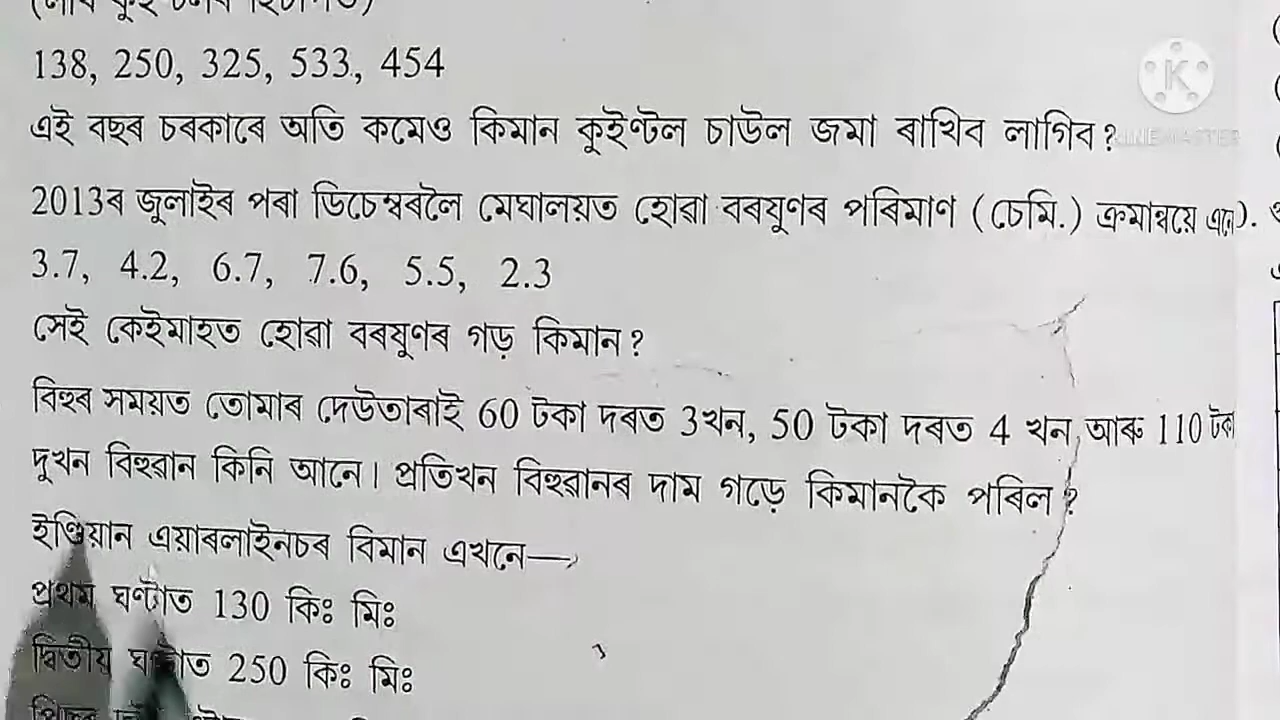 138, 250, 325, 533, 454
এই বছৰ চৰকাৰে অতি কমেও কিমান কুইণ্টল চাউল জমা ৰাখিব লাগিব?
KINEMASTER
2013ৰ জুলাইৰ পৰা ডিচেম্বৰলৈ মেঘালয়ত হোৱা বৰষুণৰ পৰিমাণ (চেমি.) ক্ৰমান্বয়ে এনে).
3.7, 4.2, 6.7, 7.6, 5.5, 2.3
সেই কেইমাহত হোৱা বৰষুণৰ গড় কিমান?
বিহুৰ সময়ত তোমাৰ দেউতাৰাই 60 টকা দৰত 3খন, 50 টকা দৰত 4 খন আৰু 110 টকা
দুখন বিহুৱান কিনি আনে। প্ৰতিখন বিহুৱানৰ দাম গড়ে কিমানকৈ পৰিল?
ইণ্ডিয়ান এয়াৰলাইনচৰ বিমান এখনে—
প্ৰথম ঘণ্টাত 130 কিঃ মিঃ
দ্বিতীয় ঘণ্টাত 250 কিঃ মিঃ